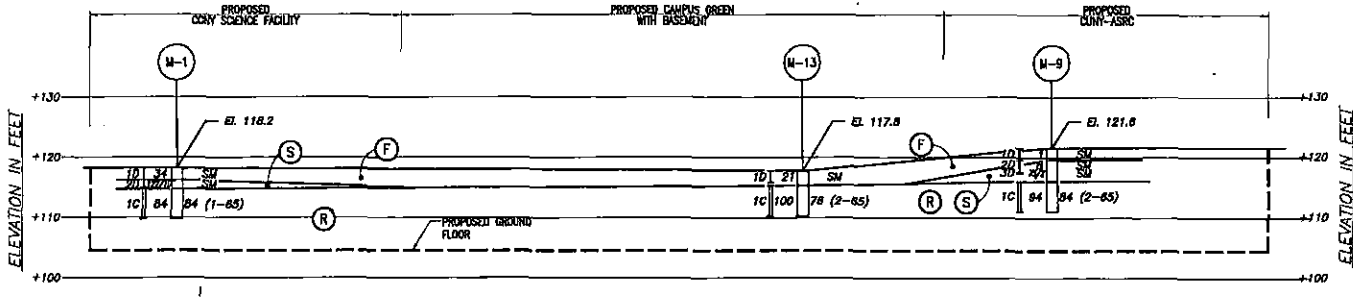 PROPOSED
CCNY SCIENCE FACILITY
PROPOSED CAMPUS GREEN
WITH BASEMENT
PROPOSED
CUNY-ASRC
M-1
M-13
M-9
ELEVATION IN FEET
+130
+130
El. 118.2
El. 117.8
El. 121.6
S
F
F
+120
+120
1D 34 SM
2D SM
1C 84 84 (1-65)
1D 21 SM
1C 100 78 (2-65)
1D SM
2D SM
3D SM
1C 94 84 (2-65)
R
R
S
+110
+110
PROPOSED GROUND
FLOOR
+100
+100
ELEVATION IN FEET